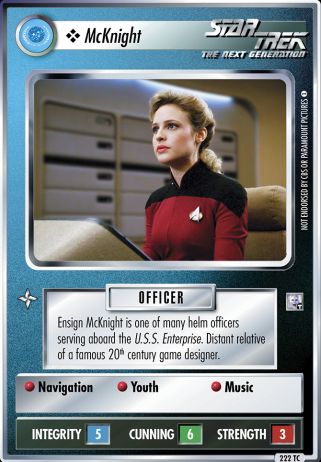 ❖ McKnight
STAR TREK
THE NEXT GENERATION
NOT ENDORSED BY CBS OR PARAMOUNT PICTURES
OFFICER
Ensign McKnight is one of many helm officers
serving aboard the U.S.S. Enterprise. Distant relative
of a famous 20th century game designer.
Navigation Youth Music
INTEGRITY 5 CUNNING 6 STRENGTH 3
222 TC